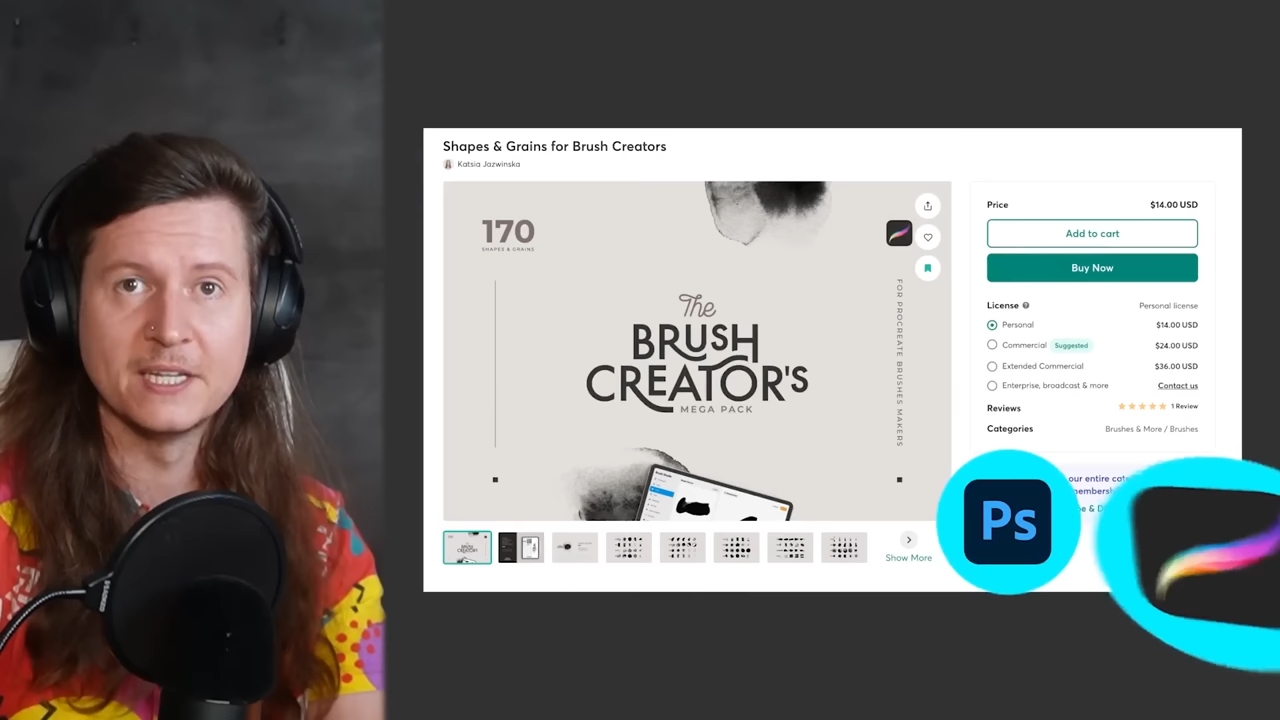 Shapes & Grains for Brush Creators
Katsia Jazwinska
170
SHAPES & GRAINS
The
BRUSH
CREATOR'S
MEGA PACK
FOR PROCREATE BRUSHES MAKERS
Show More
Price $14.00 USD
Add to cart
Buy Now
License Personal license
Personal $14.00 USD
Commercial Suggested $24.00 USD
Extended Commercial $36.00 USD
Enterprise, broadcast & more Contact us
Reviews 1 Review
Categories Brushes & More / Brushes
our entire
Ps